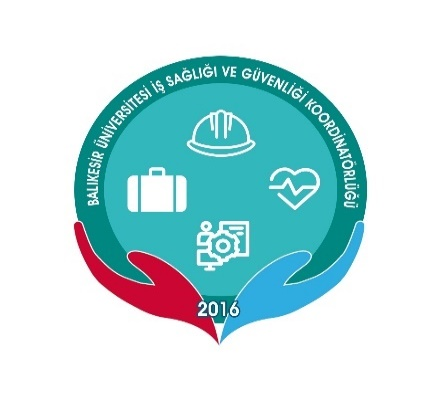 BALIKESİR ÜNİVERSİTESİ İŞ SAĞLIĞI VE GÜVENLİĞİ KOORDİNATÖRLÜĞÜ
2016